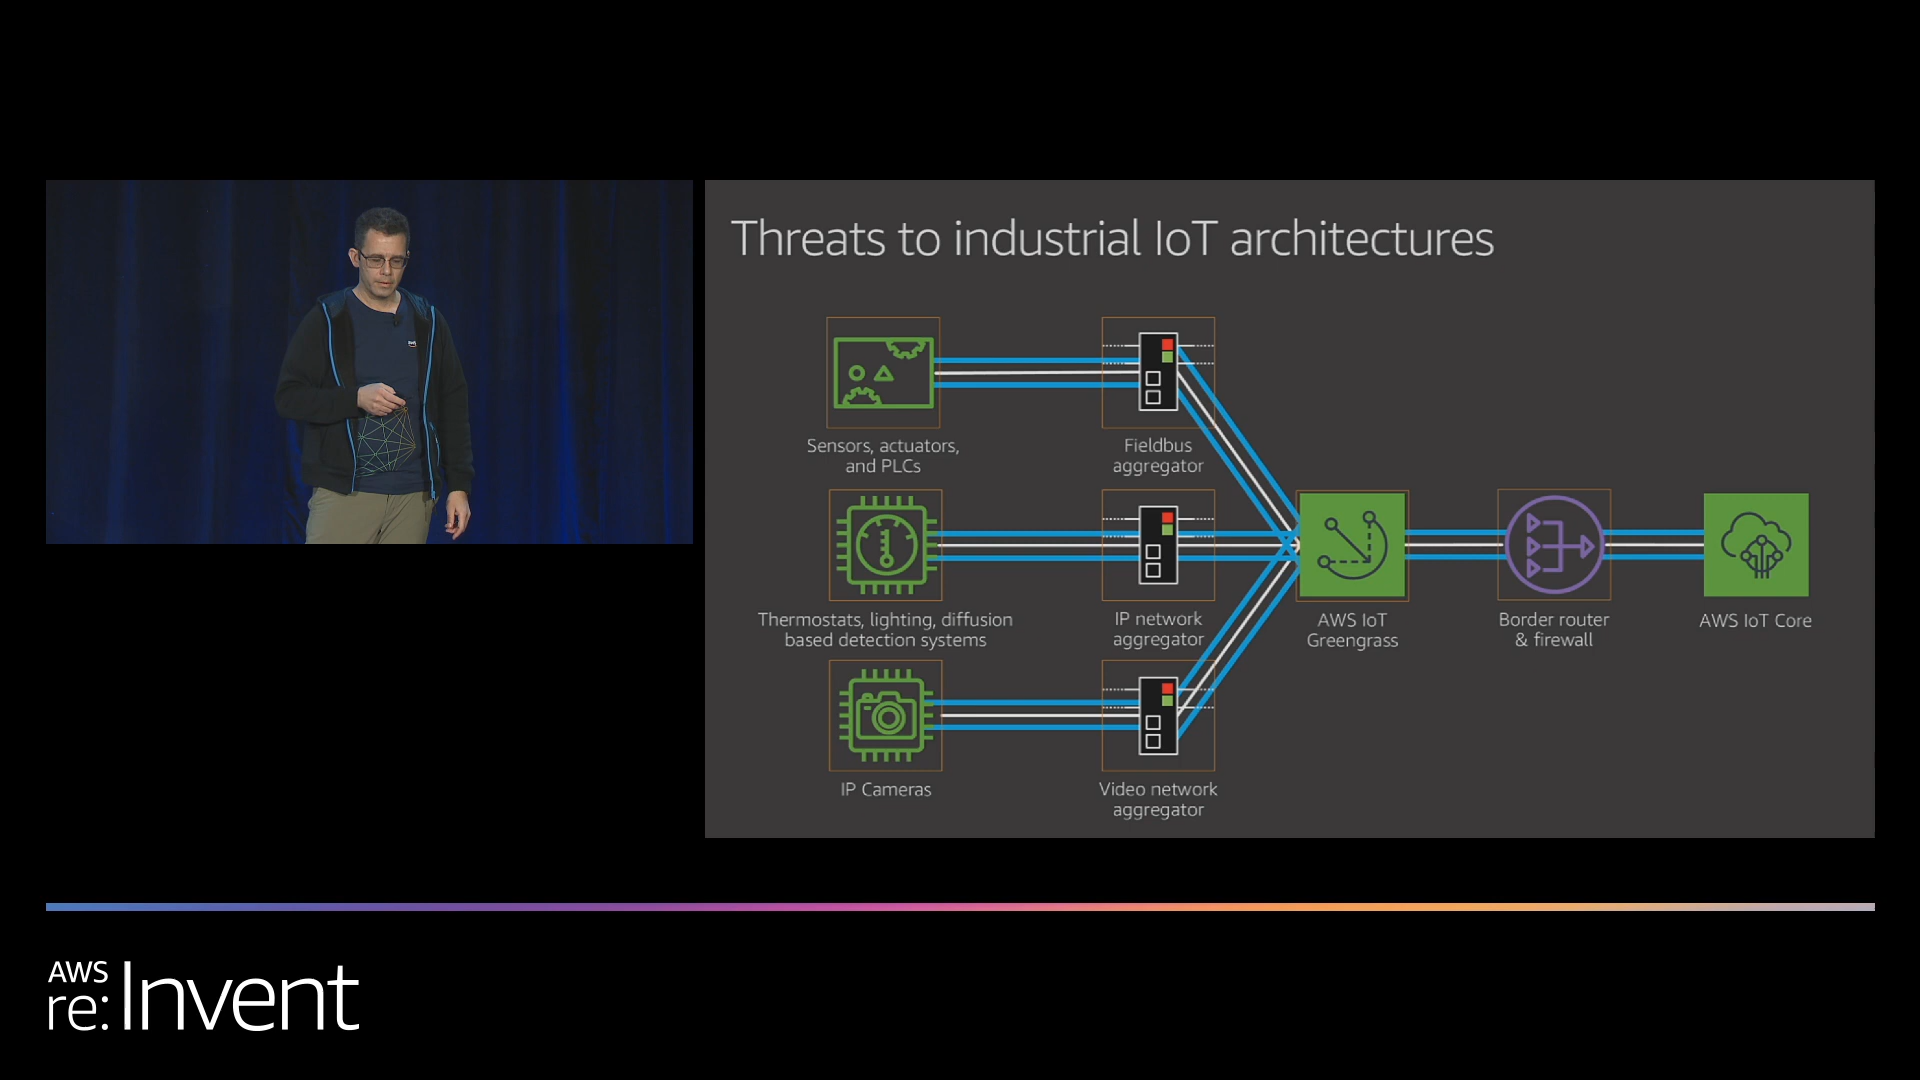 Threats to industrial IoT architectures
Sensors, actuators,
and PLCs
Fieldbus
aggregator
Thermostats, lighting, diffusion
based detection systems
IP network
aggregator
AWS IoT
Greengrass
Border router
& firewall
AWS IoT Core
IP Cameras
Video network
aggregator
AWS
re:Invent